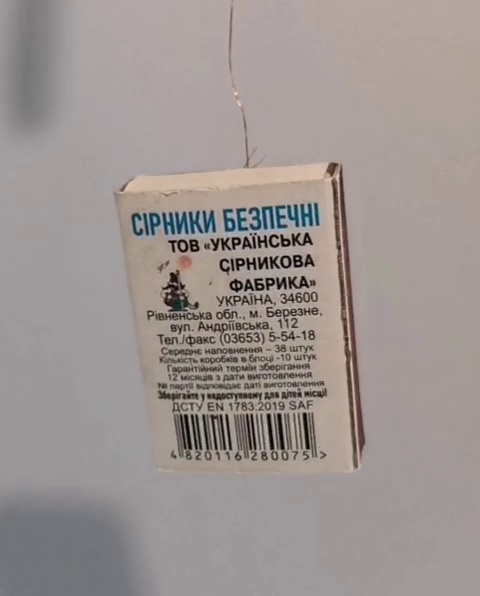 СІРНИКИ БЕЗПЕЧНІ
ТОВ «УКРАЇНСЬКА
СІРНИКОВА
ФАБРИКА»
УКРАЇНА, 34600
Рівненська обл., м. Березне,
вул. Андріївська, 112
Тел./факс (03653) 5-54-18
Середнє наповнення – 38 штук
Кількість коробків в блоці -10 штук
Гарантійний термін зберігання
12 місяців з дати виготовлення
№ партії відповідає даті виготовлення
Зберігайте у недоступному для дітей місці!
ДСТУ EN 1783:2019 SAF
4 820116 280075 >